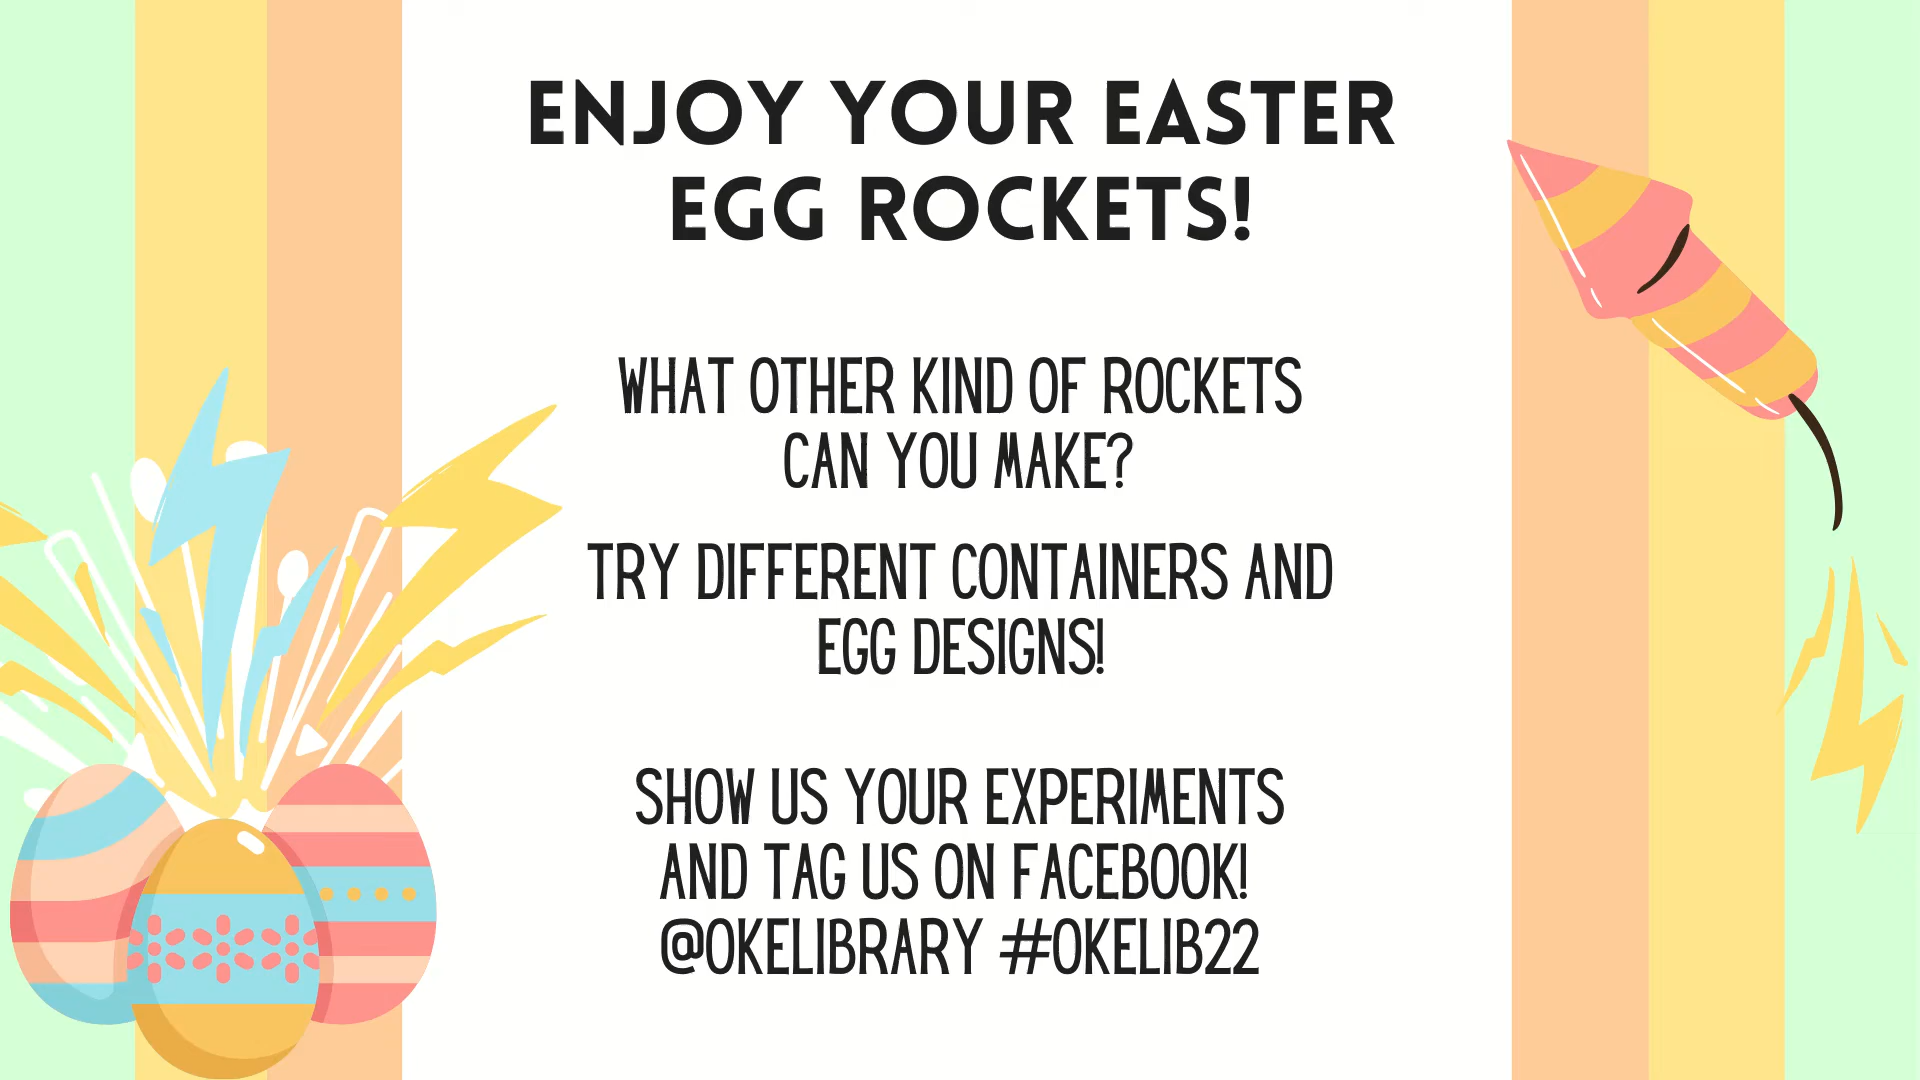 ENJOY YOUR EASTER
EGG ROCKETS!
WHAT OTHER KIND OF ROCKETS
CAN YOU MAKE?
TRY DIFFERENT CONTAINERS AND
EGG DESIGNS!
SHOW US YOUR EXPERIMENTS
AND TAG US ON FACEBOOK!
@OKELIBRARY #OKELIB22